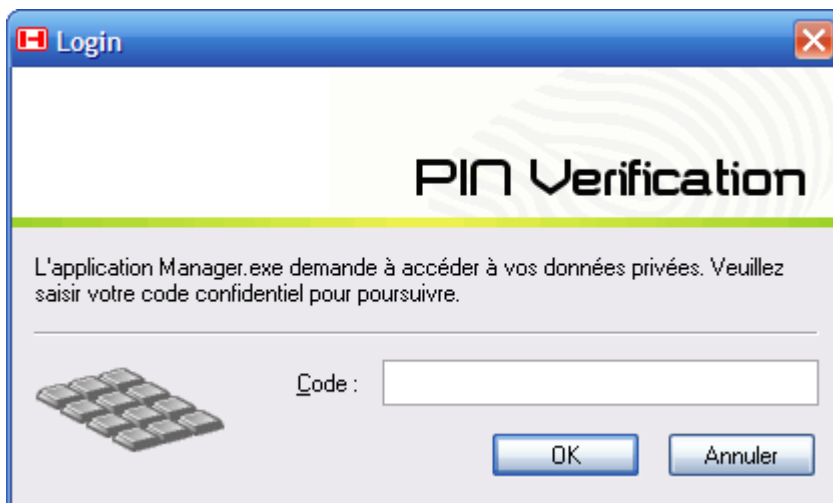 Login
PIN Verification
L'application Manager.exe demande à accéder à vos données privées. Veuillez
saisir votre code confidentiel pour poursuivre.
Code :
OK Annuler